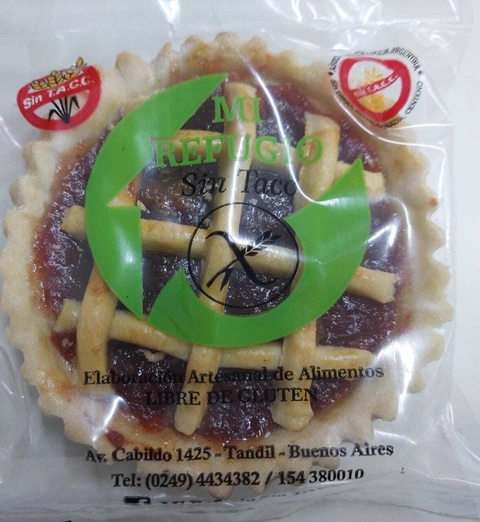 Sin T.A.C.C.
MI
REFUGIO
Sin Tacc
Elaboración Artesanal de Alimentos
LIBRE DE GLUTEN
Av. Cabildo 1425 - Tandil - Buenos Aires
Tel: (0249) 4434382 / 154 380010